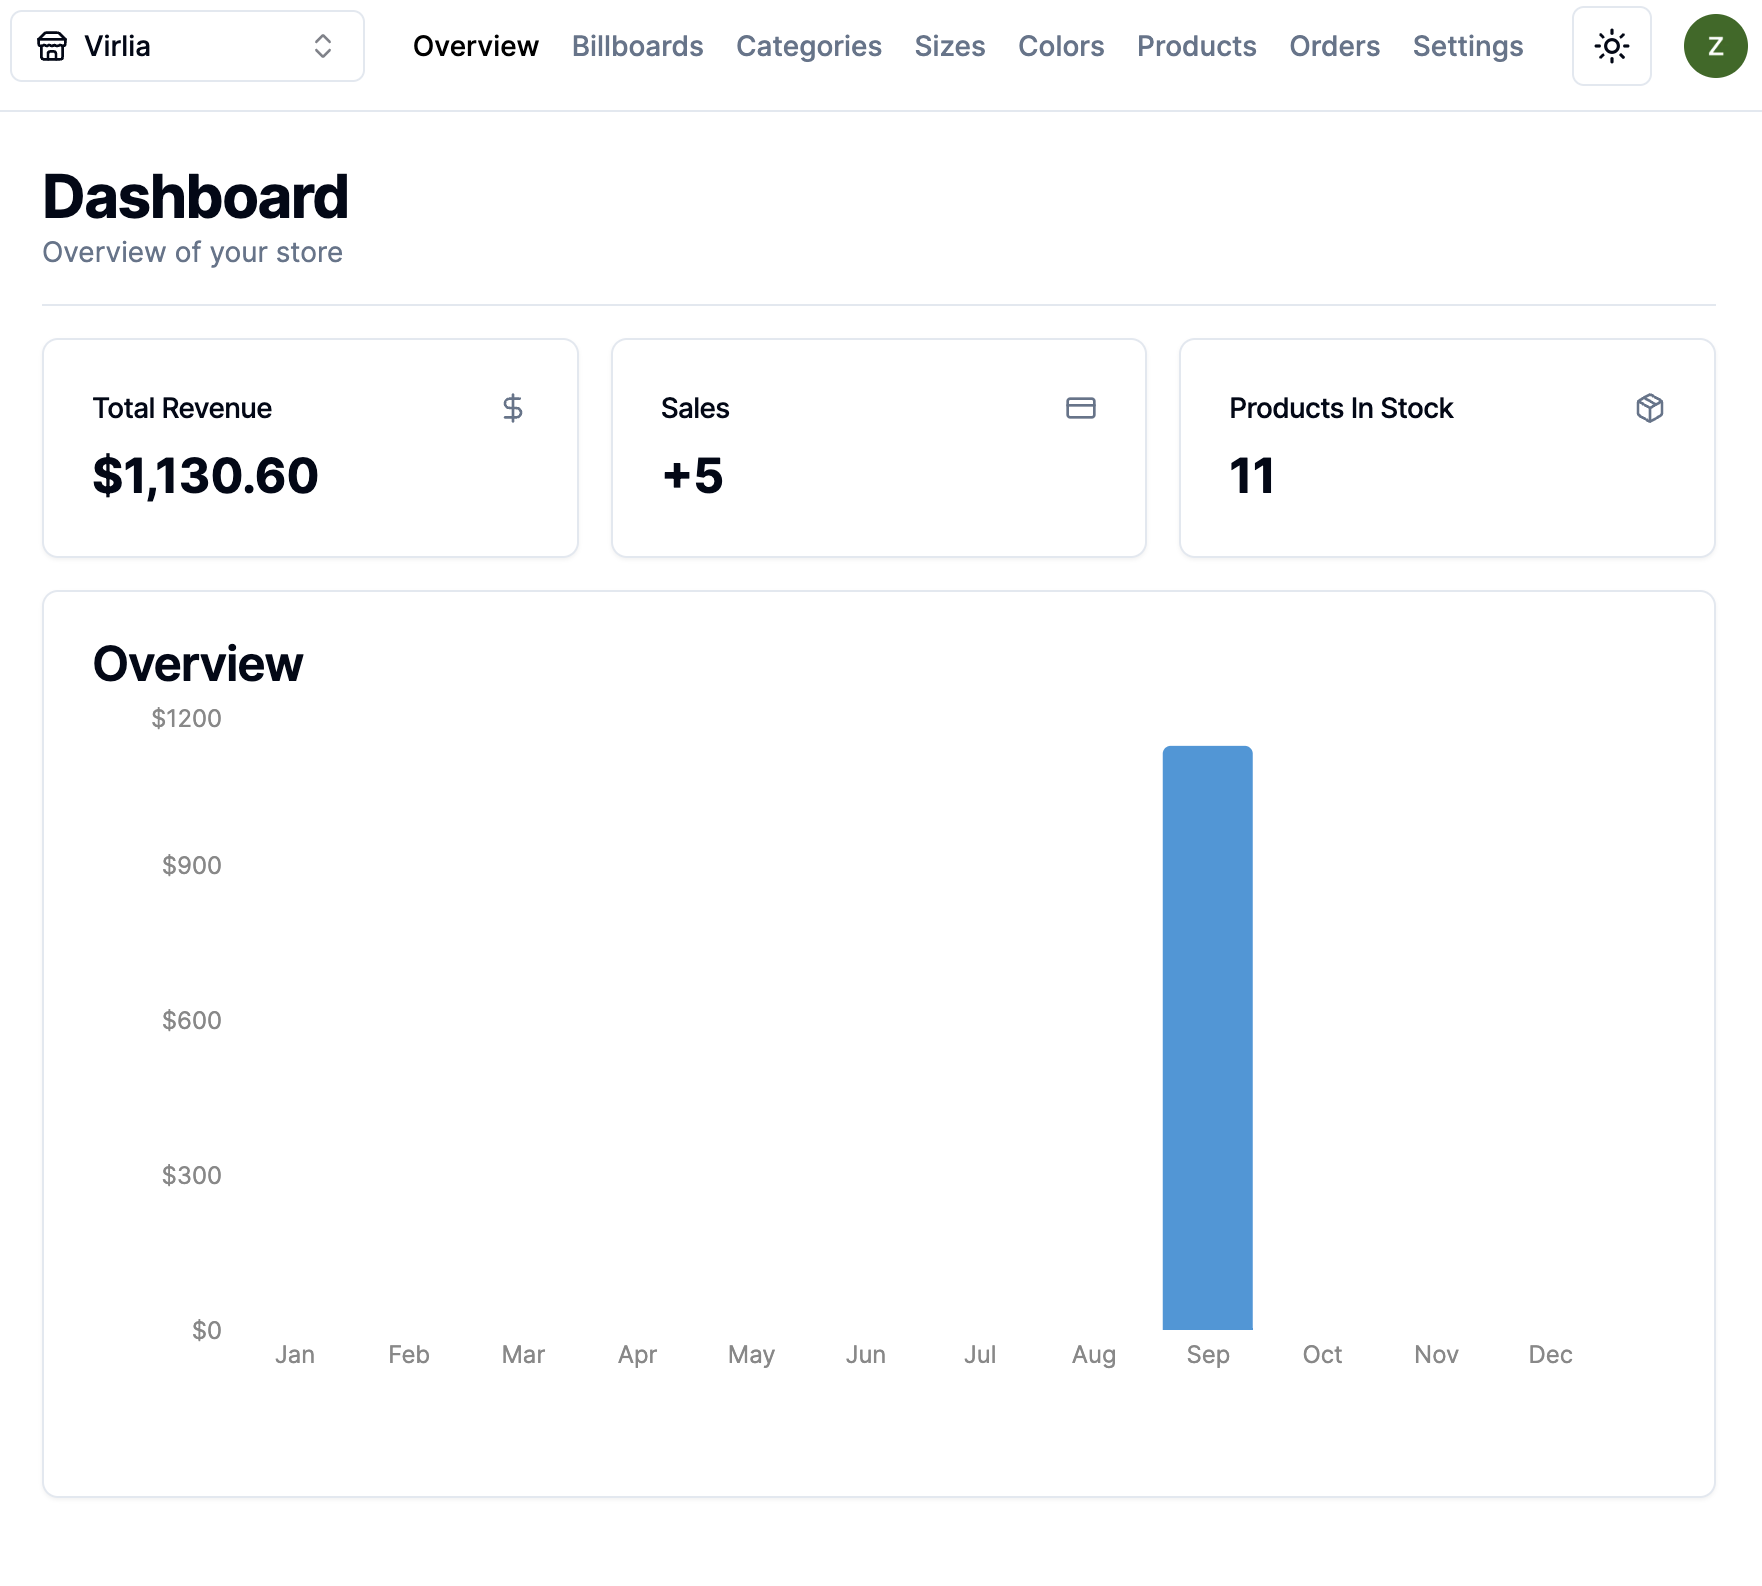 Virlia
Overview Billboards Categories Sizes Colors Products Orders Settings
Z
Dashboard
Overview of your store
Total Revenue
$1,130.60
Sales
+5
Products In Stock
11
Overview
$1200
$900
$600
$300
$0
Jan Feb Mar Apr May Jun Jul Aug Sep Oct Nov Dec